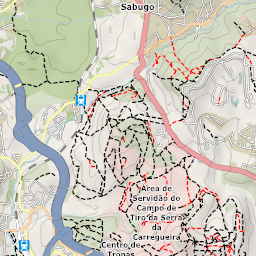 Sabugo
Área de
Servidão do
Campo de
Tiro da Serra
da
Carregueira
Centro de
Tropas